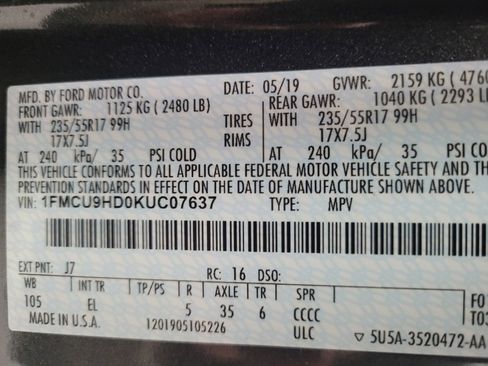 MFD. BY FORD MOTOR CO. DATE: 05/19 GVWR: 2159 KG ( 4760
FRONT GAWR: 1125 KG ( 2480 LB) REAR GAWR: 1040 KG ( 2293 LB
WITH 235/55R17 99H TIRES WITH 235/55R17 99H
17X7.5J RIMS 17X7.5J
AT 240 kPa/ 35 PSI COLD AT 240 kPa/ 35 PSI COLD
THIS VEHICLE CONFORMS TO ALL APPLICABLE FEDERAL MOTOR VEHICLE SAFETY AND THE
PREVENTION STANDARDS IN EFFECT ON THE DATE OF MANUFACTURE SHOWN ABOVE.
VIN: 1FMCU9HD0KUC07637 TYPE: MPV
EXT PNT: J7 RC: 16 DSO:
WB INT TR TP/PS R AXLE TR SPR
105 EL 5 35 6 CCCC
MADE IN U.S.A. 1201905105226 ULC
FO
TO3
▽ 5U5A-3520472-AA